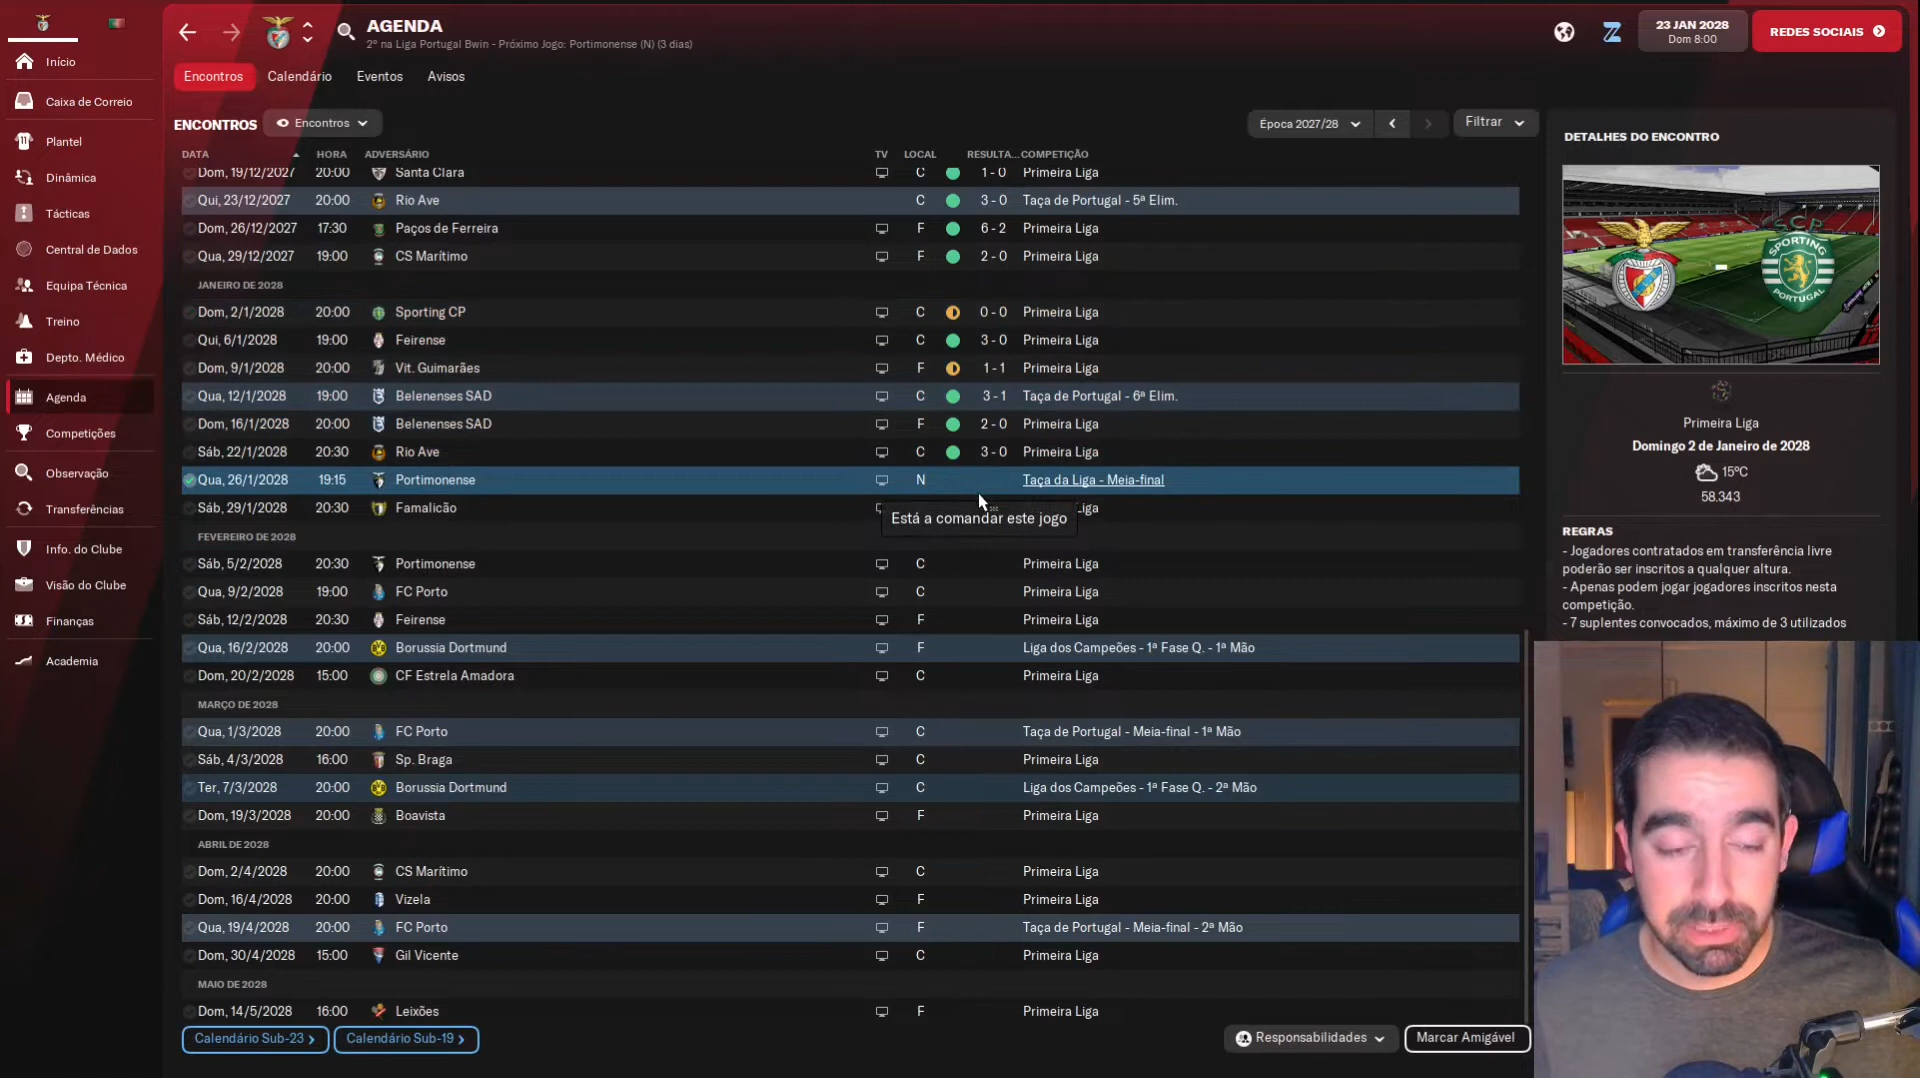 AGENDA
2º na Liga Portugal Bwin - Próximo Jogo: Portimonense (N) (3 dias)
23 JAN 2028
Dom 8:00
REDES SOCIAIS
Início
Caixa de Correio
Plantel
Dinâmica
Tácticas
Central de Dados
Equipa Técnica
Treino
Depto. Médico
Agenda
Competições
Observação
Transferências
Info. do Clube
Visão do Clube
Finanças
Academia
Encontros Calendário Eventos Avisos
ENCONTROS Encontros Época 2027/28 Filtrar
DATA HORA ADVERSÁRIO TV LOCAL RESULTA... COMPETIÇÃO
Dom, 19/12/2027 20:00 Santa Clara C 1 - 0 Primeira Liga
Qui, 23/12/2027 20:00 Rio Ave C 3 - 0 Taça de Portugal - 5ª Elim.
Dom, 26/12/2027 17:30 Paços de Ferreira F 6 - 2 Primeira Liga
Qua, 29/12/2027 19:00 CS Marítimo F 2 - 0 Primeira Liga
JANEIRO DE 2028
Dom, 2/1/2028 20:00 Sporting CP C 0 - 0 Primeira Liga
Qui, 6/1/2028 19:00 Feirense C 3 - 0 Primeira Liga
Dom, 9/1/2028 20:00 Vit. Guimarães F 1 - 1 Primeira Liga
Qua, 12/1/2028 19:00 Belenenses SAD C 3 - 1 Taça de Portugal - 6ª Elim.
Dom, 16/1/2028 20:00 Belenenses SAD F 2 - 0 Primeira Liga
Sáb, 22/1/2028 20:30 Rio Ave C 3 - 0 Primeira Liga
Qua, 26/1/2028 19:15 Portimonense N Taça da Liga - Meia-final
Sáb, 29/1/2028 20:30 Famalicão Liga
Está a comandar este jogo
FEVEREIRO DE 2028
Sáb, 5/2/2028 20:30 Portimonense C Primeira Liga
Qua, 9/2/2028 19:00 FC Porto C Primeira Liga
Sáb, 12/2/2028 20:30 Feirense F Primeira Liga
Qua, 16/2/2028 20:00 Borussia Dortmund F Liga dos Campeões - 1ª Fase Q. - 1ª Mão
Dom, 20/2/2028 15:00 CF Estrela Amadora C Primeira Liga
MARÇO DE 2028
Qua, 1/3/2028 20:00 FC Porto C Taça de Portugal - Meia-final - 1ª Mão
Sáb, 4/3/2028 16:00 Sp. Braga C Primeira Liga
Ter, 7/3/2028 20:00 Borussia Dortmund C Liga dos Campeões - 1ª Fase Q. - 2ª Mão
Dom, 19/3/2028 20:00 Boavista F Primeira Liga
ABRIL DE 2028
Dom, 2/4/2028 20:00 CS Marítimo C Primeira Liga
Dom, 16/4/2028 20:00 Vizela F Primeira Liga
Qua, 19/4/2028 20:00 FC Porto F Taça de Portugal - Meia-final - 2ª Mão
Dom, 30/4/2028 15:00 Gil Vicente C Primeira Liga
MAIO DE 2028
Dom, 14/5/2028 16:00 Leixões F Primeira Liga
Calendário Sub-23 Calendário Sub-19 Responsabilidades Marcar Amigável
DETALHES DO ENCONTRO
SCP
SPORTING
PORTUGAL
Primeira Liga
Domingo 2 de Janeiro de 2028
15ºC
58.343
REGRAS
- Jogadores contratados em transferência livre
poderão ser inscritos a qualquer altura.
- Apenas podem jogar jogadores inscritos nesta
competição.
- 7 suplentes convocados, máximo de 3 utilizados